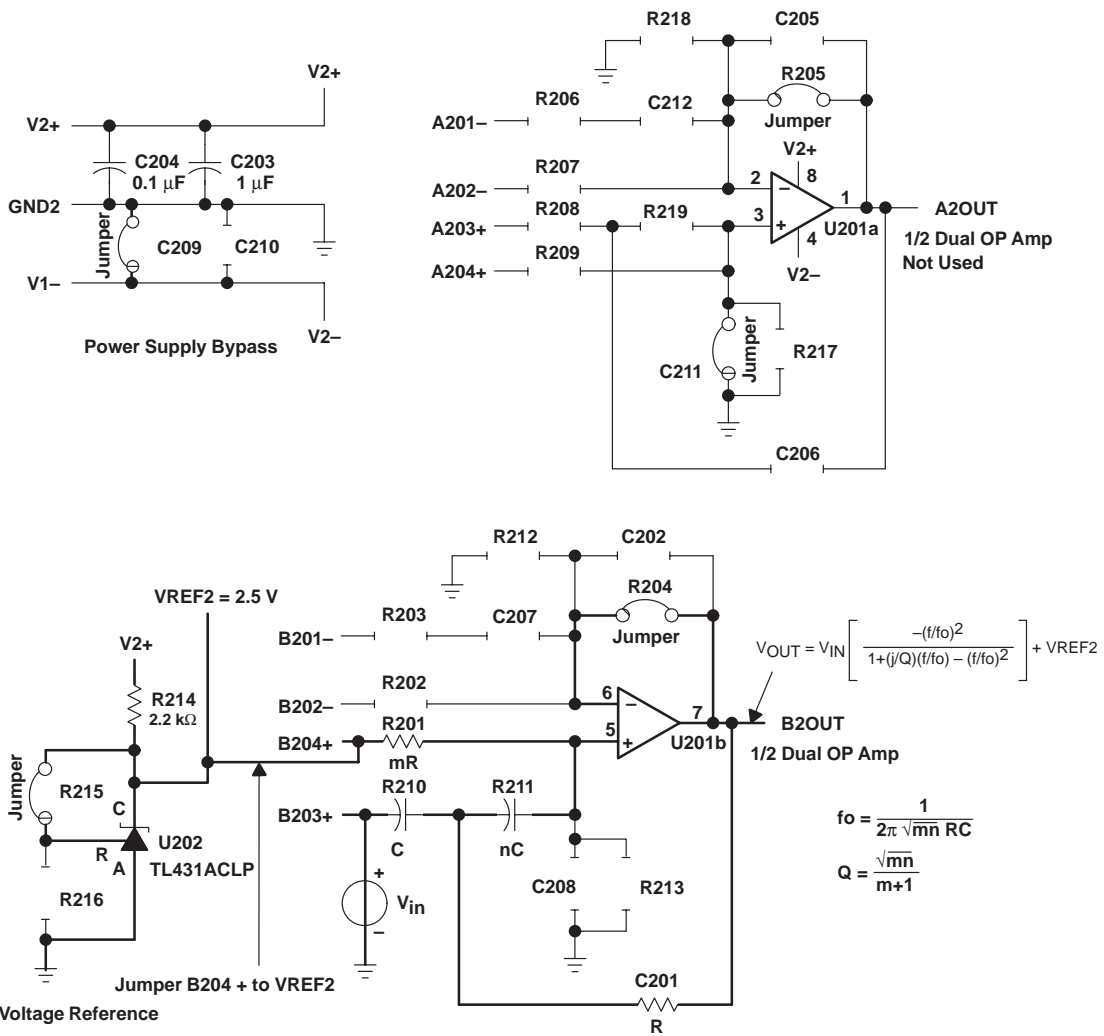 V2+
V2+
C204
0.1 μF
C203
1 μF
GND2
Jumper
C209
C210
V1–
V2–
Power Supply Bypass
R218
C205
R205
Jumper
R206
C212
A201–
R207
A202–
R208
R219
A203+
R209
A204+
V2+
8
2
–
3
+
1
U201a
4
V2–
A2OUT
1/2 Dual OP Amp
Not Used
Jumper
C211
R217
C206
R212
C202
R204
Jumper
VREF2 = 2.5 V
R203
C207
B201–
V2+
R214
2.2 kΩ
R202
B202–
R201
B204+
mR
6
–
5
+
7
U201b
VOUT = VIN [ –(f/fo)2 / 1+(j/Q)(f/fo) – (f/fo)2 ] + VREF2
B2OUT
1/2 Dual OP Amp
Jumper
R215
C
U202
R
A
TL431ACLP
R216
R210
R211
B203+
C
nC
+
Vin
–
C208
R213
fo = 1 / 2π √mn RC
Q = √mn / m+1
Jumper B204 + to VREF2
C201
R
Voltage Reference